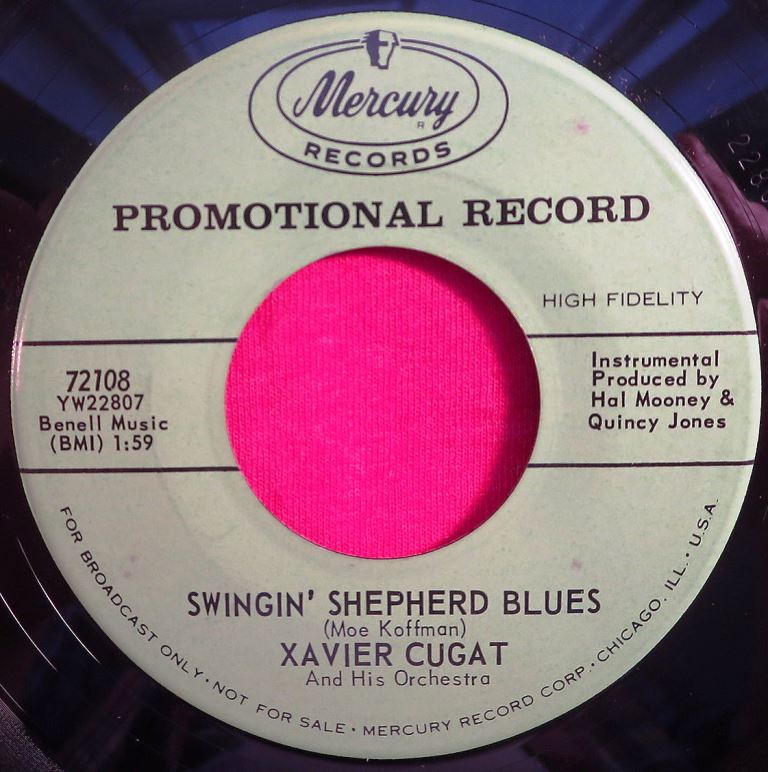 Mercury
R
RECORDS
PROMOTIONAL RECORD
HIGH FIDELITY
72108
YW22807
Benell Music
(BMI) 1:59
Instrumental
Produced by
Hal Mooney &
Quincy Jones
SWINGIN' SHEPHERD BLUES
(Moe Koffman)
XAVIER CUGAT
And His Orchestra
FOR BROADCAST ONLY • NOT FOR SALE • MERCURY RECORD CORP. • CHICAGO. ILL. • U.S.A.